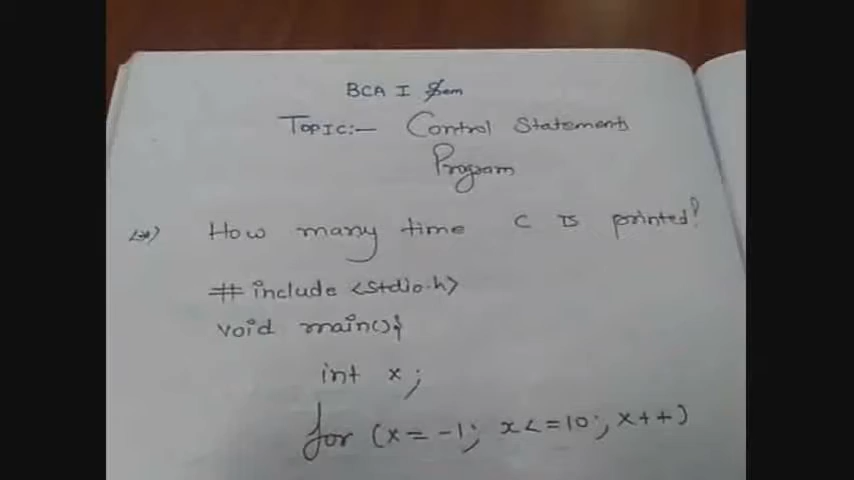 BCA I Sem
Topic:- Control Statements
Program
How many time C is printed?
# include <stdio.h>
void main(){
int x;
for (x= -1; x<=10; x++)